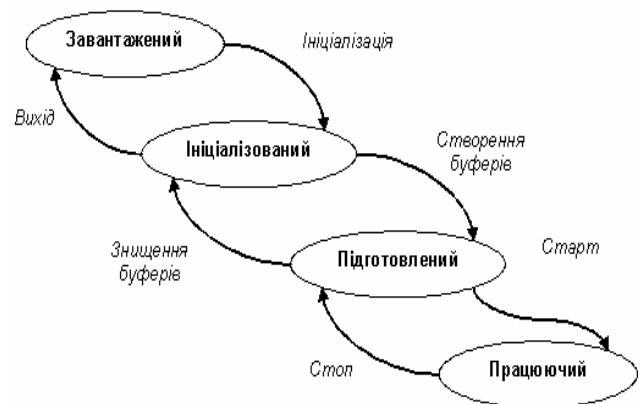 Завантажений
Ініціалізація
Вихід
Ініціалізований
Створення
буферів
Знищення
буферів
Підготовлений
Старт
Стоп
Працюючий